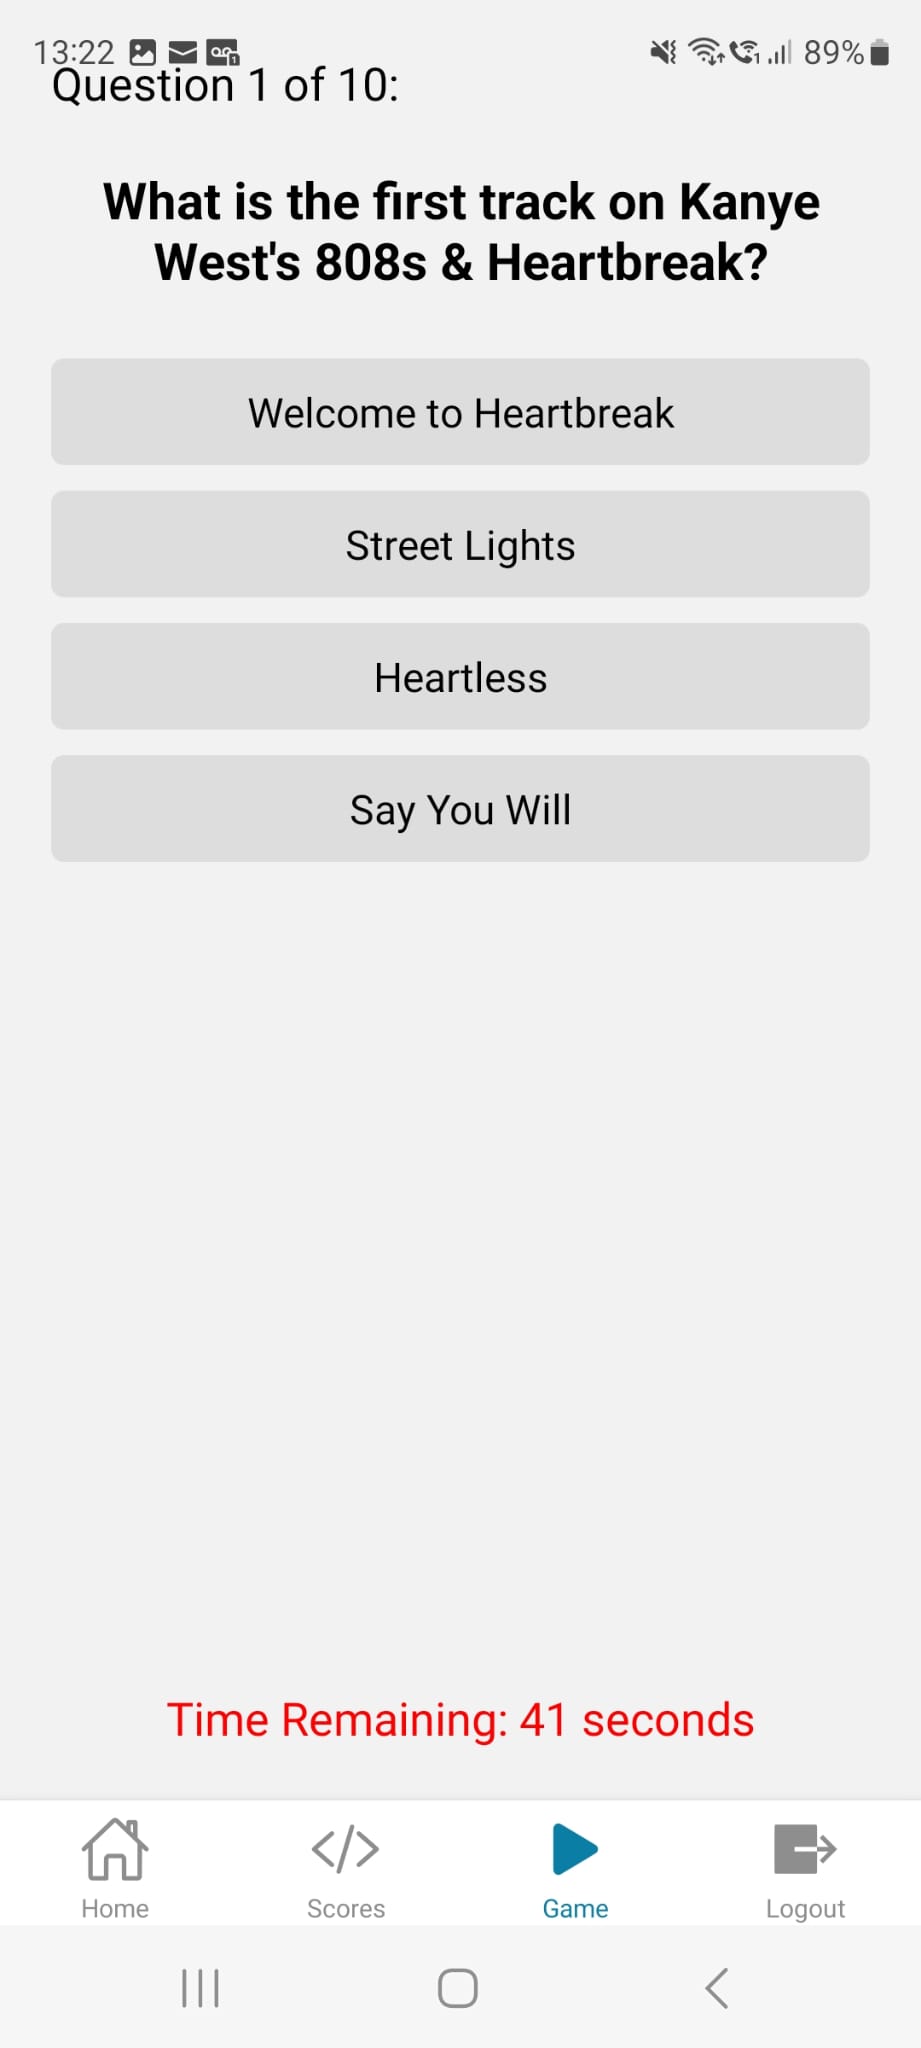 13:22 89%
Question 1 of 10:
What is the first track on Kanye
West's 808s & Heartbreak?
Welcome to Heartbreak
Street Lights
Heartless
Say You Will
Time Remaining: 41 seconds
Home Scores Game Logout